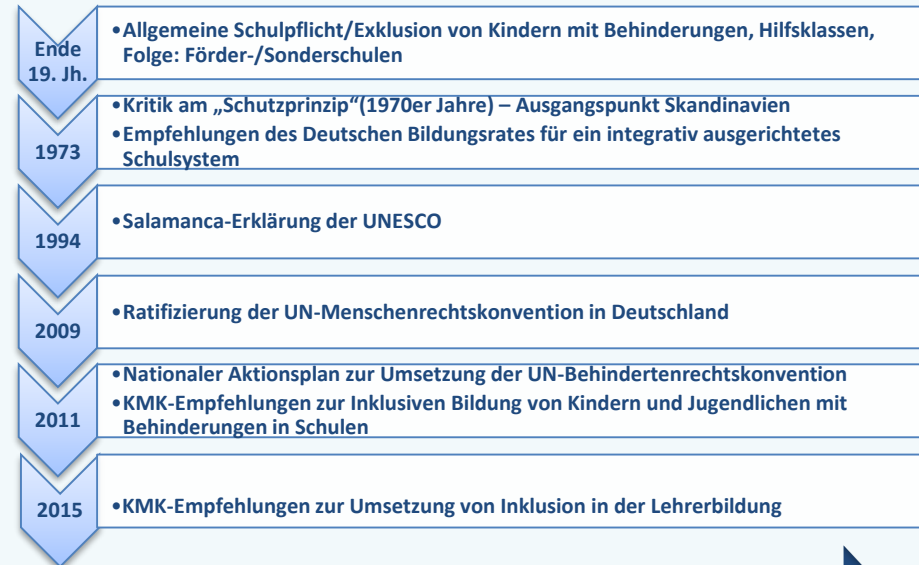 Ende
19. Jh.
•Allgemeine Schulpflicht/Exklusion von Kindern mit Behinderungen, Hilfsklassen,
Folge: Förder-/Sonderschulen
1973
•Kritik am „Schutzprinzip“(1970er Jahre) – Ausgangspunkt Skandinavien
•Empfehlungen des Deutschen Bildungsrates für ein integrativ ausgerichtetes
Schulsystem
1994
•Salamanca-Erklärung der UNESCO
2009
•Ratifizierung der UN-Menschenrechtskonvention in Deutschland
2011
•Nationaler Aktionsplan zur Umsetzung der UN-Behindertenrechtskonvention
•KMK-Empfehlungen zur Inklusiven Bildung von Kindern und Jugendlichen mit
Behinderungen in Schulen
2015
•KMK-Empfehlungen zur Umsetzung von Inklusion in der Lehrerbildung